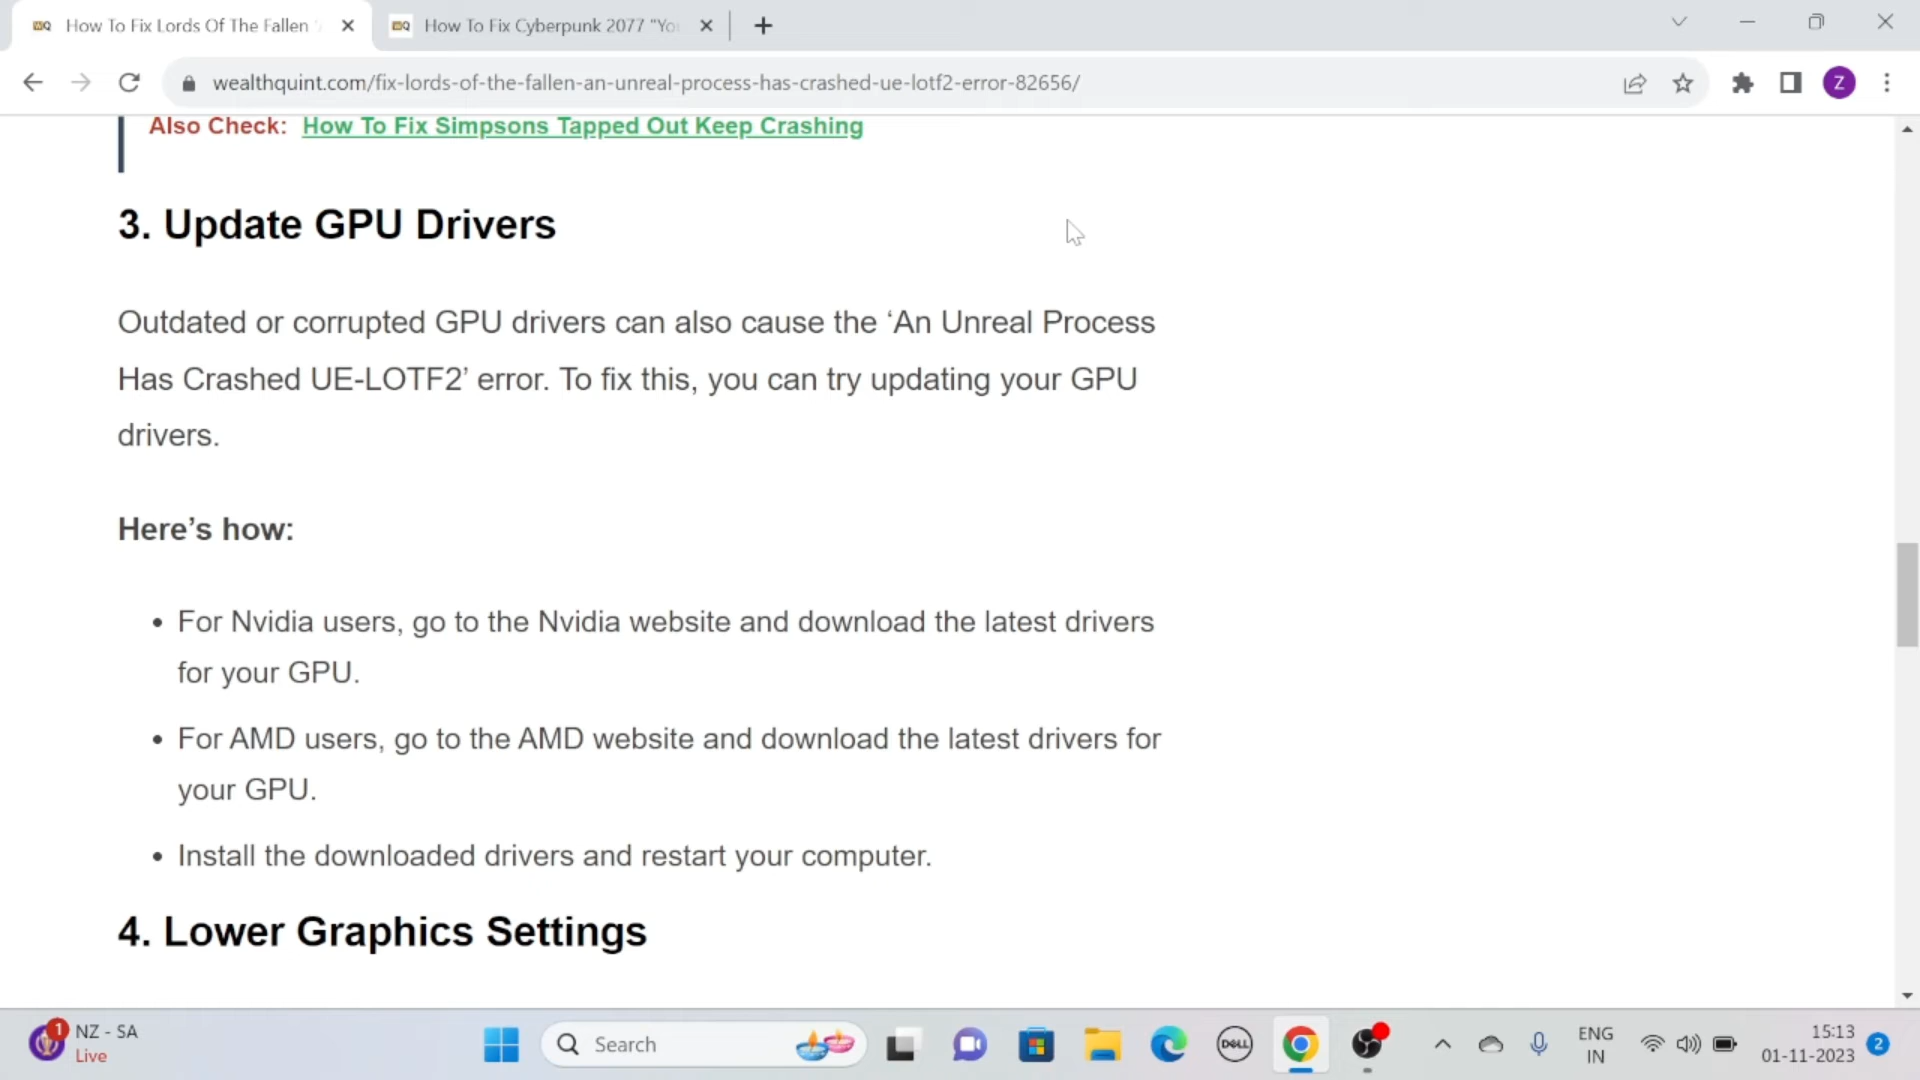 How To Fix Lords Of The Fallen
How To Fix Cyberpunk 2077 "Yo
wealthquint.com/fix-lords-of-the-fallen-an-unreal-process-has-crashed-ue-lotf2-error-82656/
Z
Also Check: How To Fix Simpsons Tapped Out Keep Crashing
3. Update GPU Drivers
Outdated or corrupted GPU drivers can also cause the ‘An Unreal Process
Has Crashed UE-LOTF2’ error. To fix this, you can try updating your GPU
drivers.
Here’s how:
• For Nvidia users, go to the Nvidia website and download the latest drivers
for your GPU.
• For AMD users, go to the AMD website and download the latest drivers for
your GPU.
• Install the downloaded drivers and restart your computer.
4. Lower Graphics Settings
1
NZ - SA
Live
Search
DELL
ENG
IN
15:13
01-11-2023
2